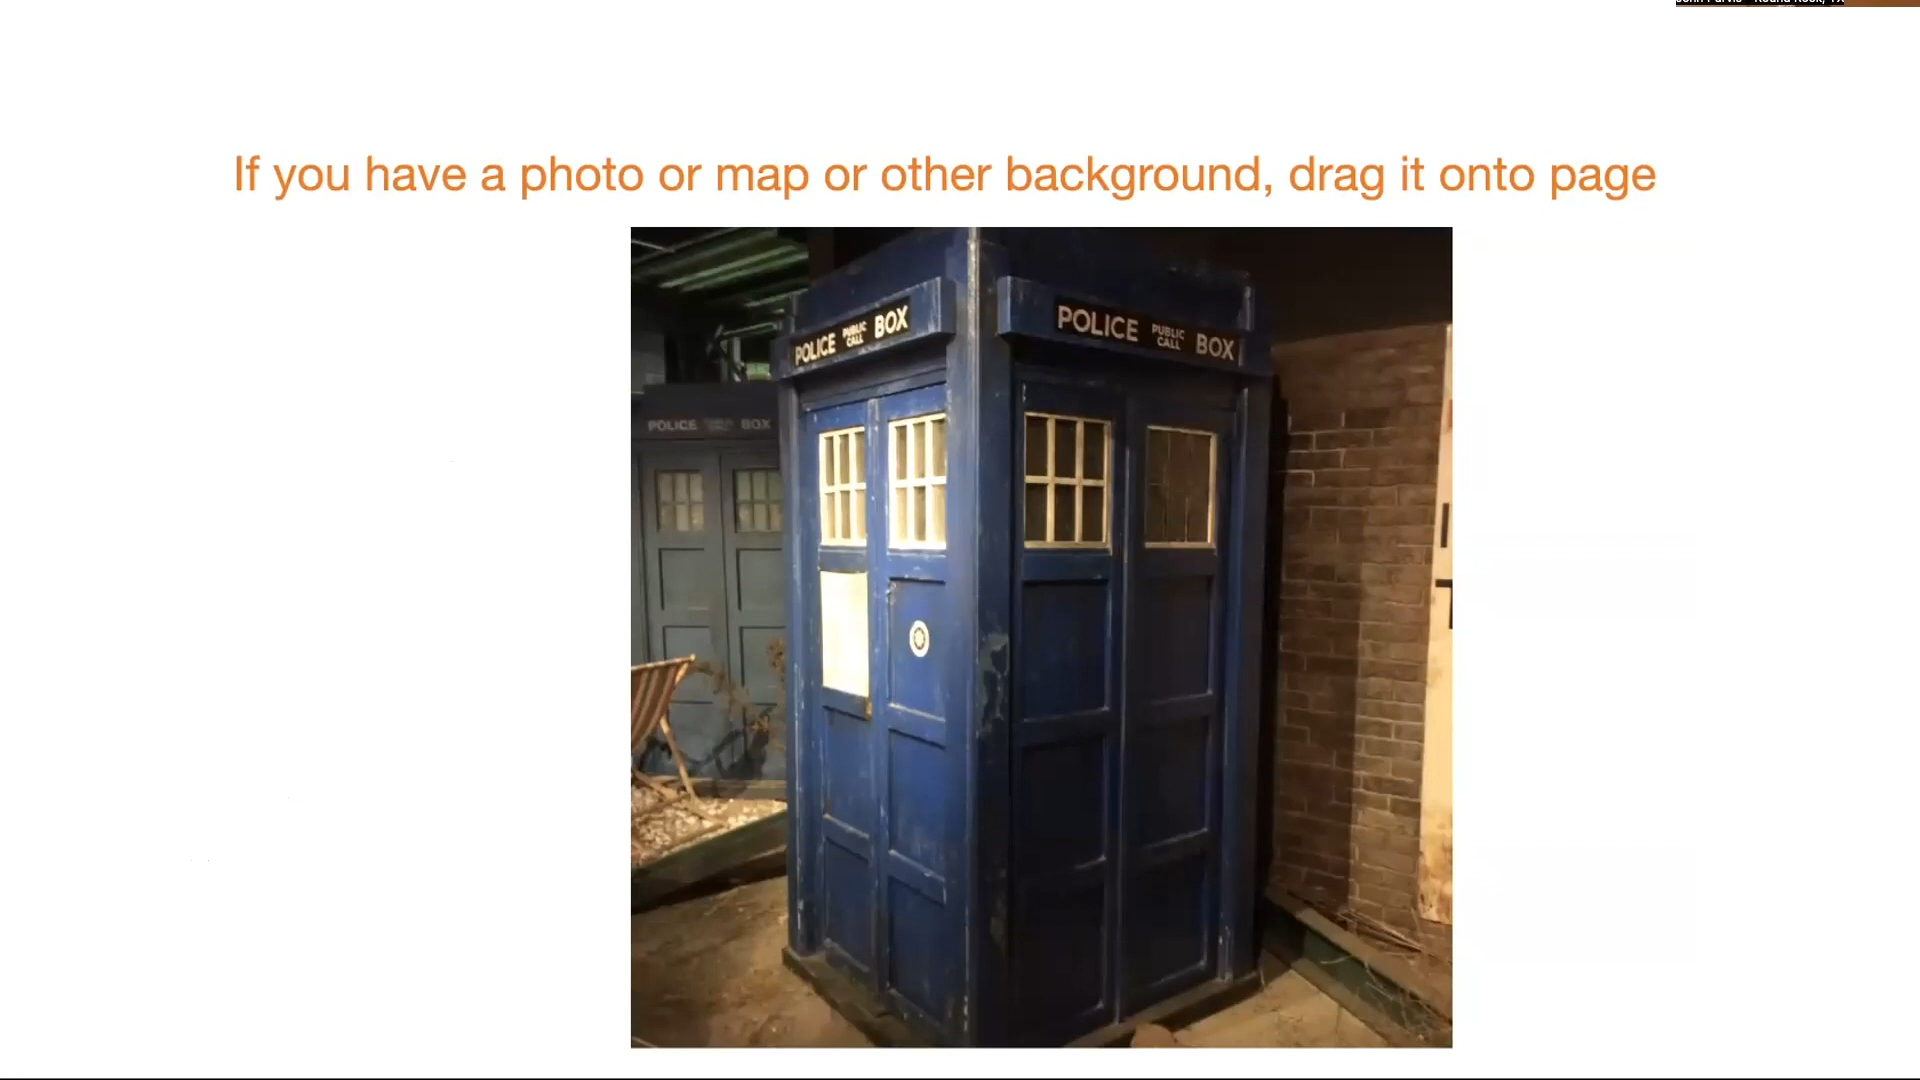 If you have a photo or map or other background, drag it onto page
POLICE PUBLIC CALL BOX
POLICE PUBLIC CALL BOX
POLICE BOX